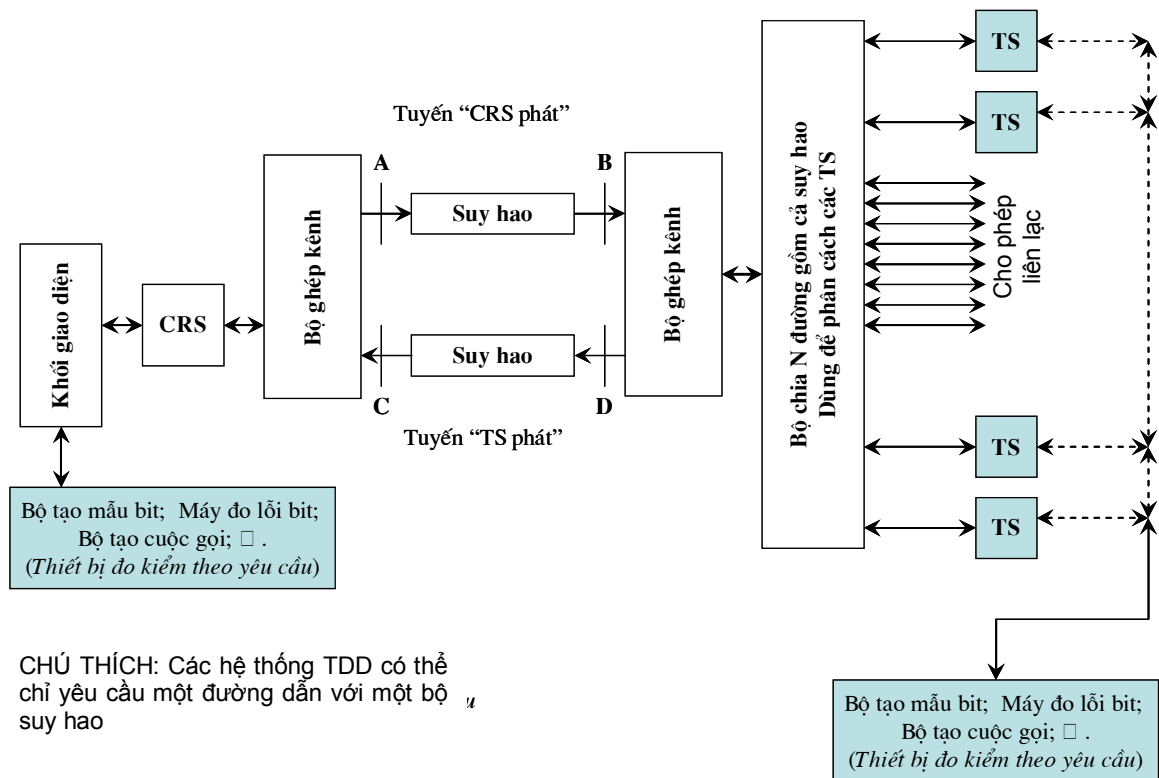 TS
Tuyến “CRS phát”
TS
A
B
Suy hao
Bộ ghép kênh
Bộ ghép kênh
Bộ chia N đường gồm cả suy hao
Dùng để phân cách các TS
Cho phép
liên lạc
Khối giao diện
CRS
Suy hao
C
D
Tuyến “TS phát”
TS
TS
Bộ tạo mẫu bit; Máy đo lỗi bit;
Bộ tạo cuộc gọi; □ .
(Thiết bị đo kiểm theo yêu cầu)
CHÚ THÍCH: Các hệ thống TDD có thể
chỉ yêu cầu một đường dẫn với một bộ
suy hao
Bộ tạo mẫu bit; Máy đo lỗi bit;
Bộ tạo cuộc gọi; □ .
(Thiết bị đo kiểm theo yêu cầu)